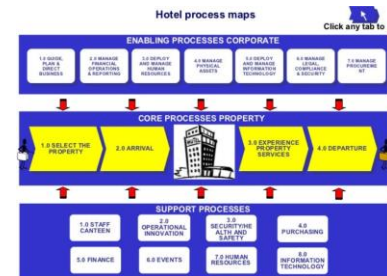 Hotel process maps
Click any tab to
ENABLING PROCESSES CORPORATE
1.0 GUIDE,
PLAN &
DIRECT
BUSINESS
2.0 MANAGE
FINANCIAL
OPERATIONS
& REPORTING
3.0 DEPLOY
AND MANAGE
HUMAN
RESOURCES
4.0 MANAGE
PHYSICAL
ASSETS
5.0 DEPLOY
AND MANAGE
INFORMATION
TECHNOLOGY
6.0 MANAGE
LEGAL,
COMPLIANCE
& SECURITY
7.0 MANAGE
PROCUREME
NT
CORE PROCESSES PROPERTY
1.0 SELECT THE
PROPERTY
2.0 ARRIVAL
HOTEL
3.0 EXPERIENCE
PROPERTY
SERVICES
4.0 DEPARTURE
SUPPORT PROCESSES
1.0 STAFF
CANTEEN
2.0
OPERATIONAL
INNOVATION
3.0
SECURITY/HE
ALTH AND
SAFETY
4.0
PURCHASING
5.0 FINANCE
6.0 EVENTS
7.0 HUMAN
RESOURCES
8.0
INFORMATION
TECHNOLOGY